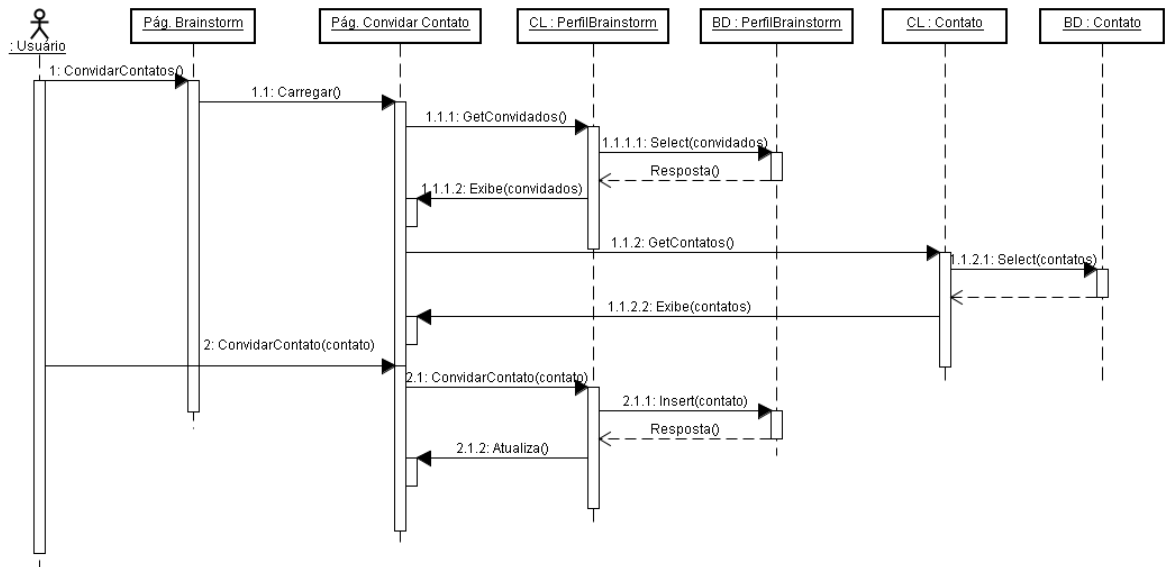 : Usuário
Pág. Brainstorm
Pág. Convidar Contato
CL : PerfilBrainstorm
BD : PerfilBrainstorm
CL : Contato
BD : Contato
1: ConvidarContatos()
1.1: Carregar()
1.1.1: GetConvidados()
1.1.1.1: Select(convidados)
Resposta()
1.1.1.2: Exibe(convidados)
1.1.2: GetContatos()
1.1.2.1: Select(contatos)
1.1.2.2: Exibe(contatos)
2: ConvidarContato(contato)
2.1: ConvidarContato(contato)
2.1.1: Insert(contato)
Resposta()
2.1.2: Atualiza()